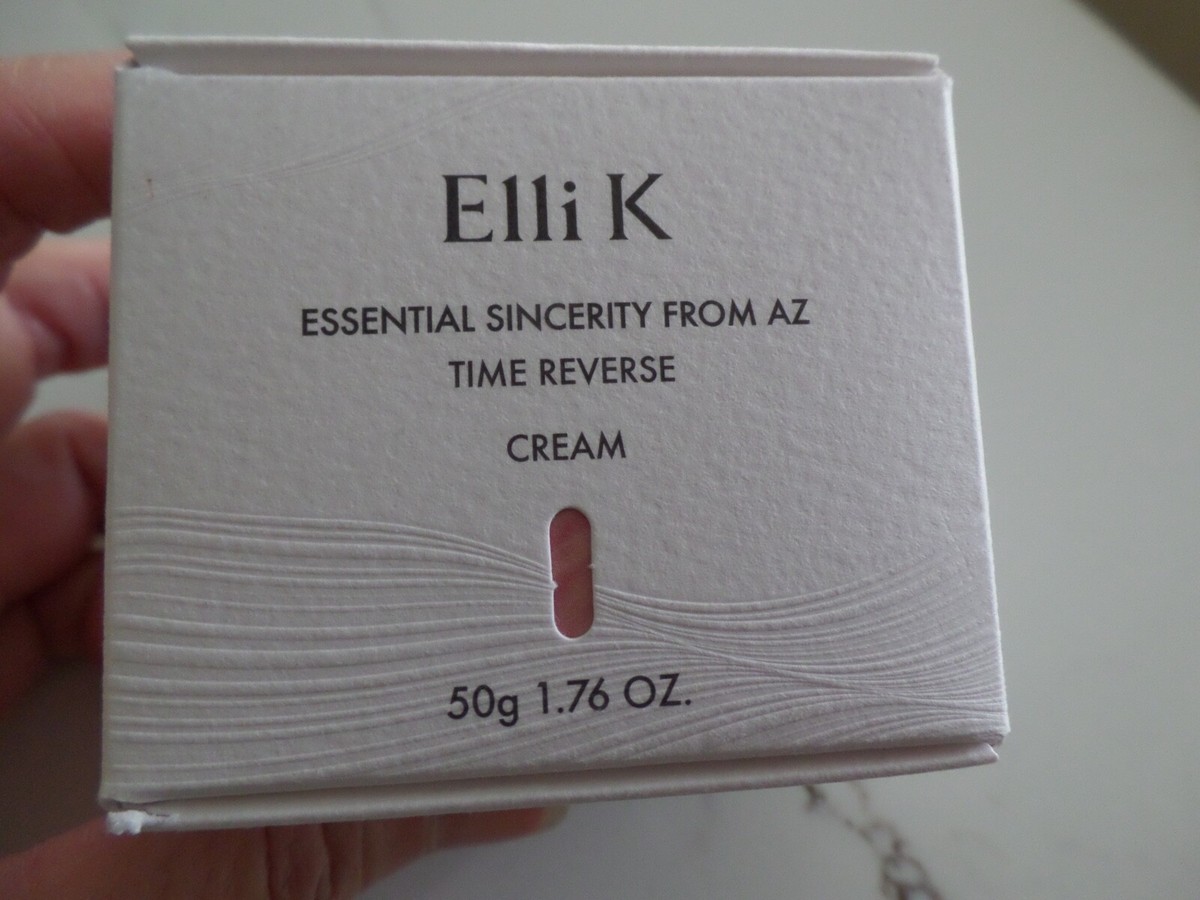 Elli K
ESSENTIAL SINCERITY FROM AZ
TIME REVERSE
CREAM
50g 1.76 OZ.